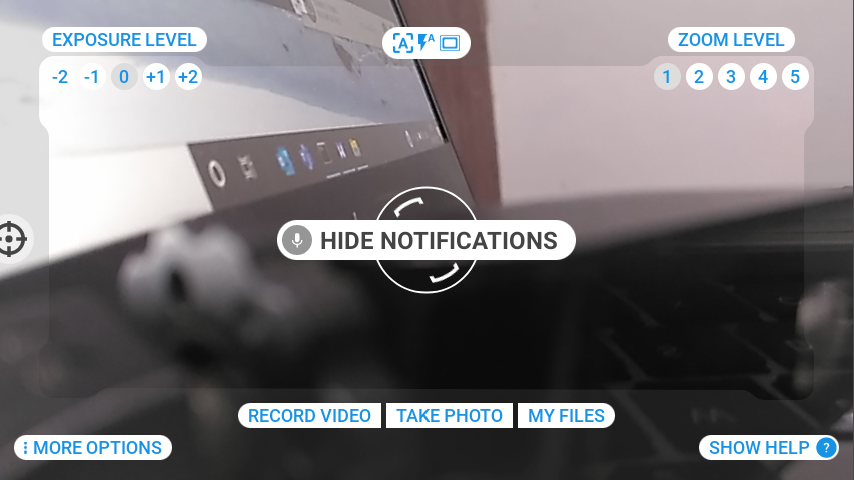 EXPOSURE LEVEL
A
A
ZOOM LEVEL
-2 -1 0 +1 +2
1 2 3 4 5
HIDE NOTIFICATIONS
RECORD VIDEO TAKE PHOTO MY FILES
MORE OPTIONS
SHOW HELP ?